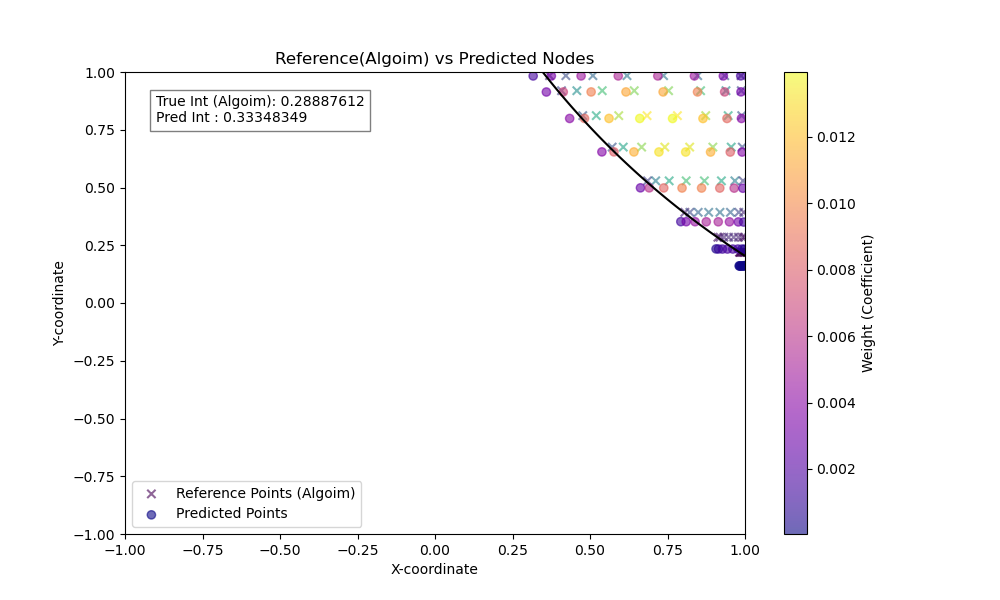 Reference(Algoim) vs Predicted Nodes
True Int (Algoim): 0.28887612
Pred Int : 0.33348349
1.00
0.75
0.50
0.25
0.00
−0.25
−0.50
−0.75
−1.00
Y-coordinate
Reference Points (Algoim)
Predicted Points
−1.00 −0.75 −0.50 −0.25 0.00 0.25 0.50 0.75 1.00
X-coordinate
0.012
0.010
0.008
0.006
0.004
0.002
Weight (Coefficient)